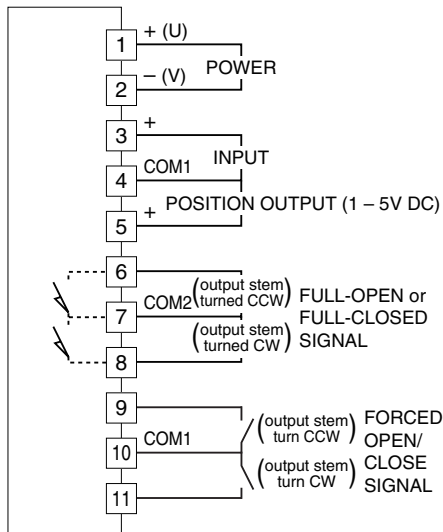 1 + (U)
POWER
2 – (V)
3 +
INPUT
4 COM1
POSITION OUTPUT (1 – 5V DC)
5 +
6
(output stem turned CCW)
7 COM2
FULL-OPEN or
FULL-CLOSED
SIGNAL
(output stem turned CW)
8
9
(output stem turn CCW)
10 COM1
FORCED
OPEN/
CLOSE
SIGNAL
(output stem turn CW)
11